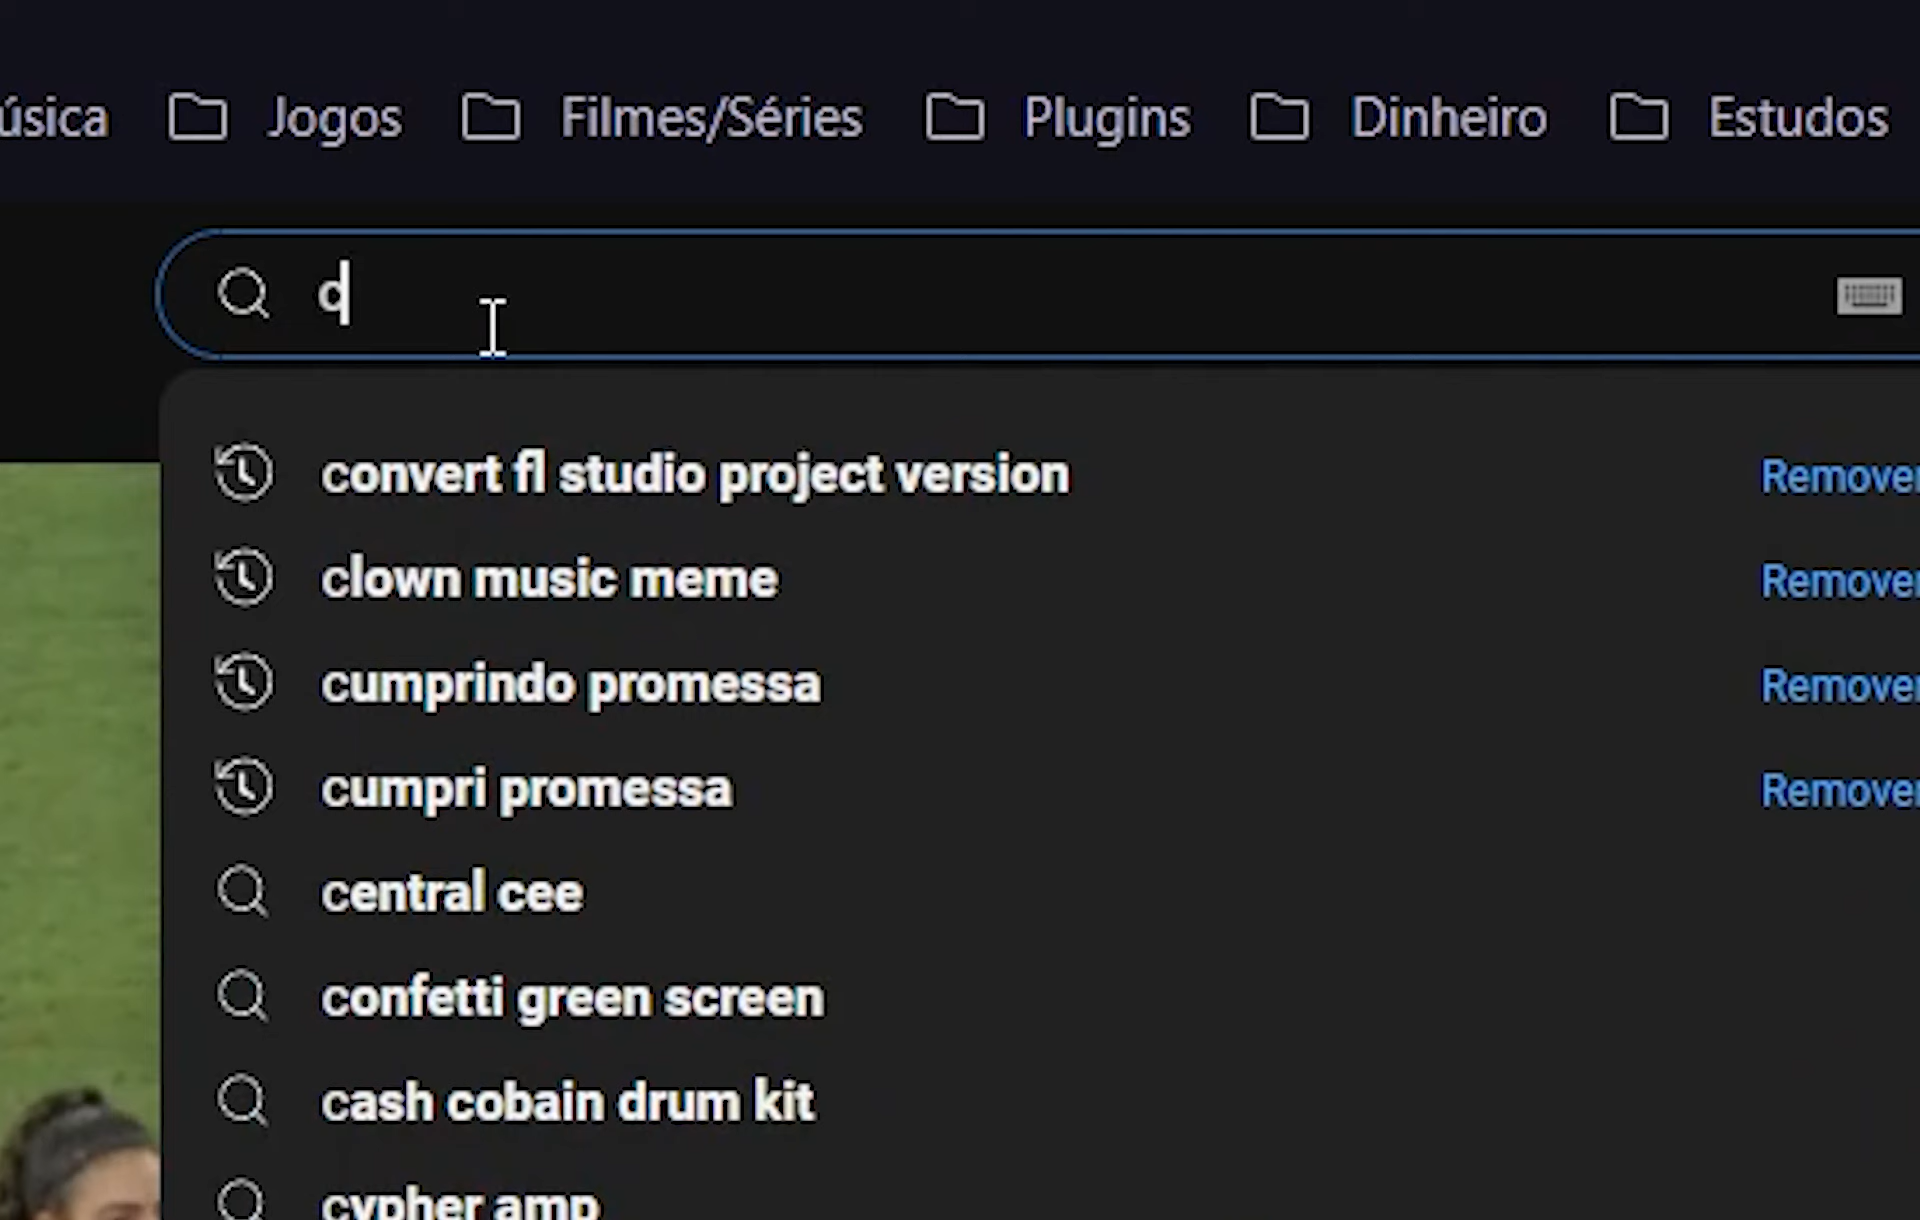 úsica Jogos Filmes/Séries Plugins Dinheiro Estudos
c
convert fl studio project version Remover
clown music meme Remover
cumprindo promessa Remover
cumpri promessa Remover
central cee
confetti green screen
cash cobain drum kit
cypher amp